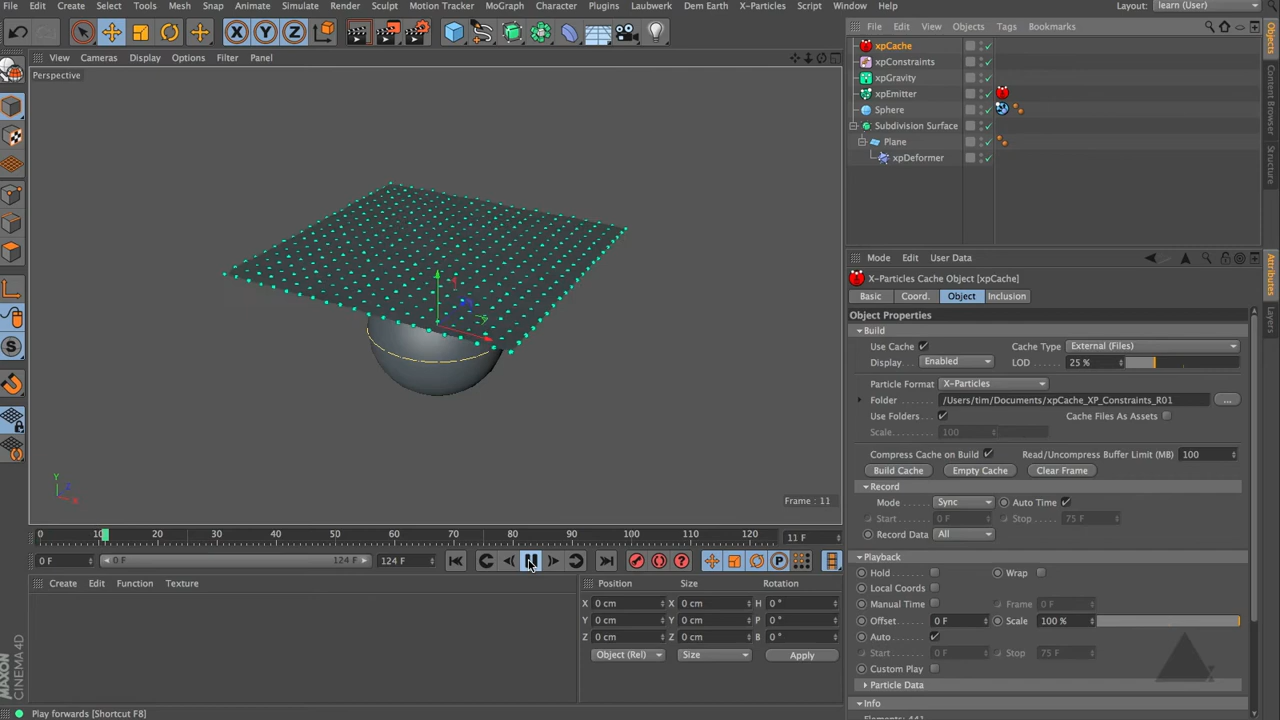 File Edit Create Select Tools Mesh Snap Animate Simulate Render Sculpt Motion Tracker MoGraph Character Plugins Laubwerk Dem Earth X-Particles Script Window Help Layout: learn (User)
X Y Z
File Edit View Objects Tags Bookmarks
View Cameras Display Options Filter Panel
Perspective
xpCache
xpConstraints
xpGravity
xpEmitter
Sphere
Subdivision Surface
Plane
xpDeformer
Objects
Content Browser
Structure
Mode Edit User Data
X-Particles Cache Object [xpCache]
Basic Coord. Object Inclusion
Object Properties
Build
Use Cache Cache Type External (Files)
Display Enabled LOD 25 %
Particle Format X-Particles
Folder /Users/tim/Documents/xpCache_XP_Constraints_R01 ...
Use Folders Cache Files As Assets
Scale 100
Compress Cache on Build Read/Uncompress Buffer Limit (MB) 100
Build Cache Empty Cache Clear Frame
Record
Mode Sync Auto Time
Start 0 F Stop 75 F
Record Data All
Playback
Hold Wrap
Local Coords
Manual Time Frame 0 F
Offset 0 F Scale 100 %
Auto
Start 0 F Stop 75 F
Custom Play
Particle Data
Info
Attributes
Layers
Y
Frame : 11
0 10 20 30 40 50 60 70 80 90 100 110 120 11 F
0 F 0 F 124 F 124 F
Create Edit Function Texture
Position Size Rotation
X 0 cm X 0 cm H 0 °
Y 0 cm Y 0 cm P 0 °
Z 0 cm Z 0 cm B 0 °
Object (Rel) Size Apply
MAXON
CINEMA 4D
Play forwards [Shortcut F8]